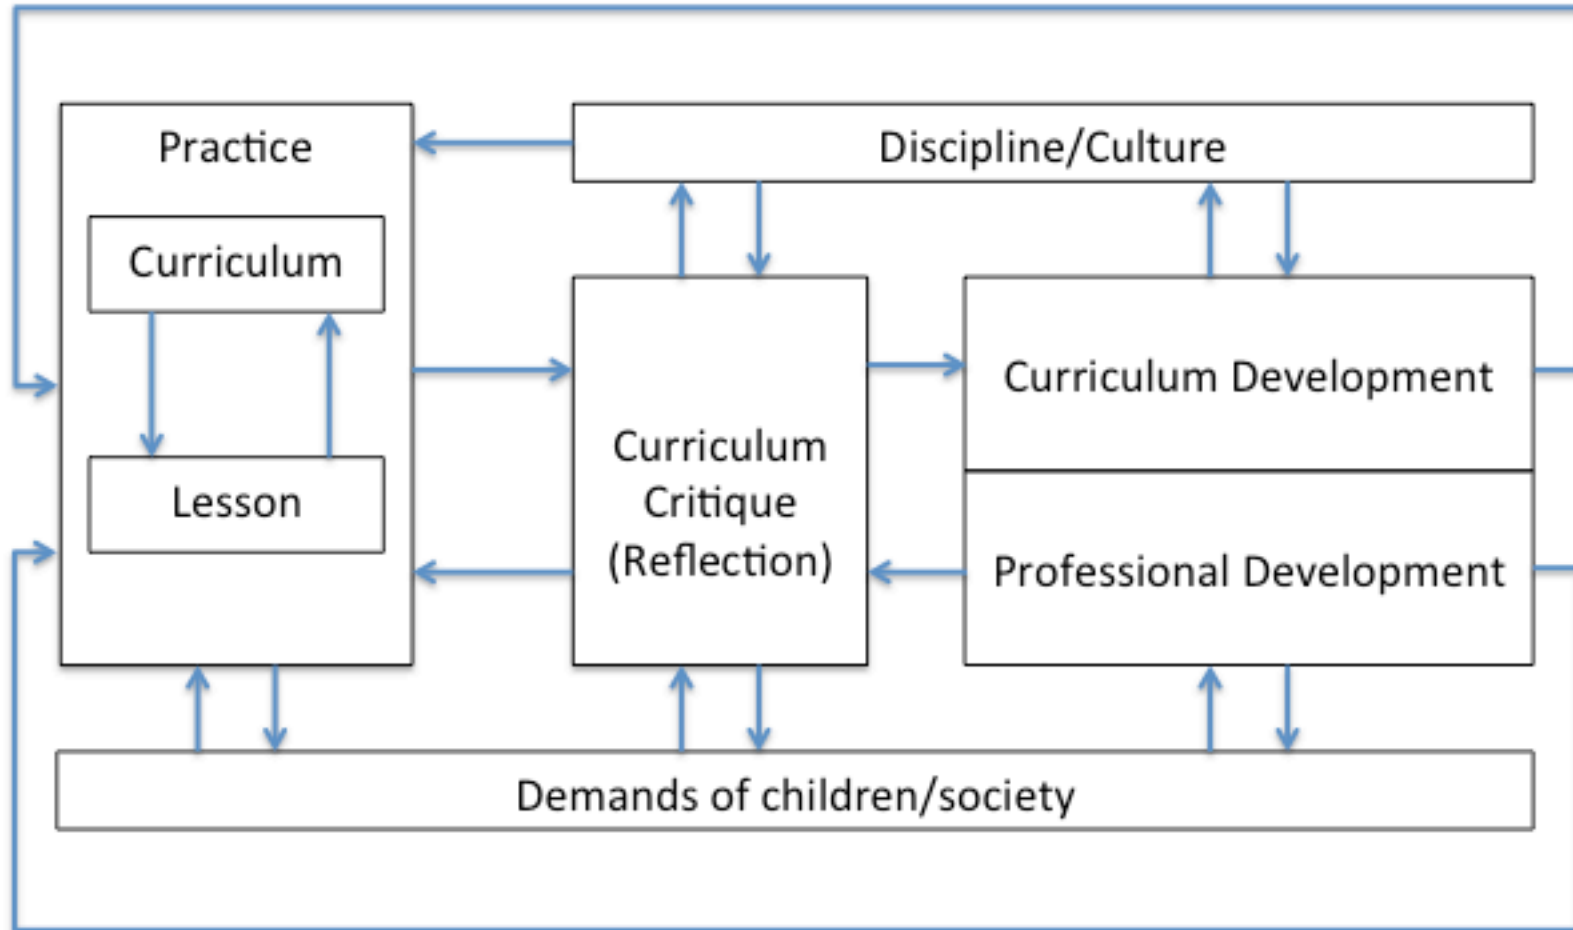 Practice
Discipline/Culture
Curriculum
Lesson
Curriculum
Critique
(Reflection)
Curriculum Development
Professional Development
Demands of children/society